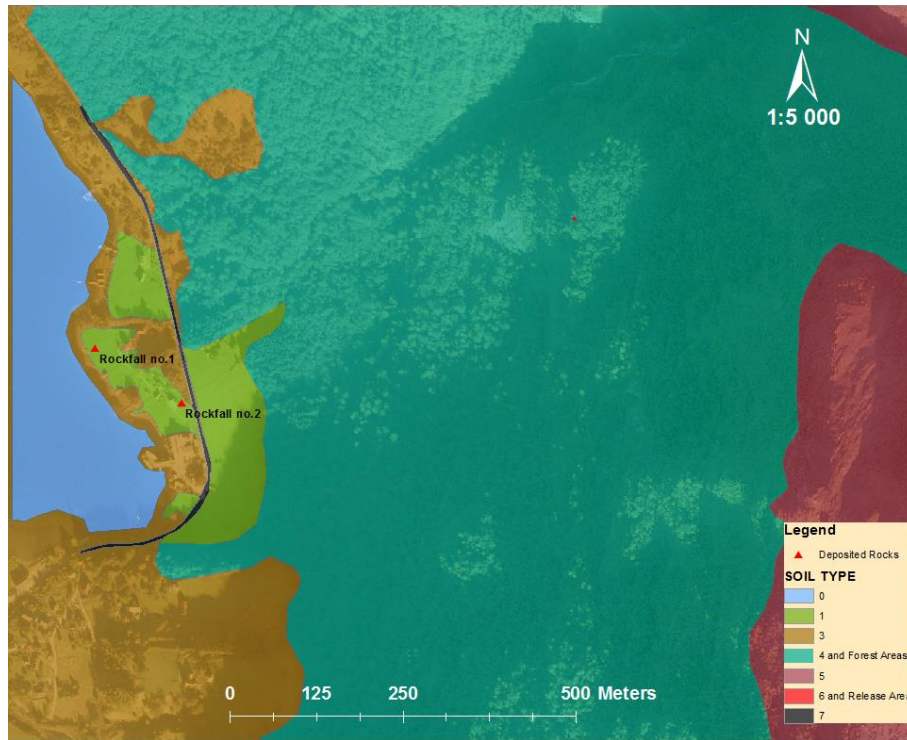 N
1:5 000
Rockfall no.1
Rockfall no.2
Legend
Deposited Rocks
SOIL TYPE
0
1
3
4 and Forest Areas
5
6 and Release Area
7
0 125 250 500 Meters